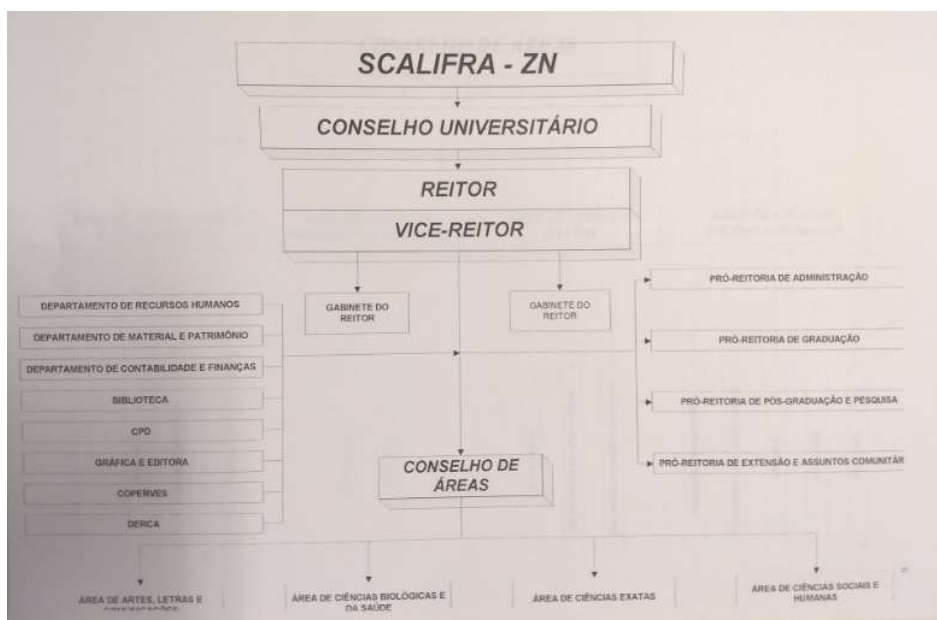 SCALIFRA - ZN
CONSELHO UNIVERSITÁRIO
REITOR
VICE-REITOR
GABINETE DO
REITOR
GABINETE DO
REITOR
DEPARTAMENTO DE RECURSOS HUMANOS
DEPARTAMENTO DE MATERIAL E PATRIMÔNIO
DEPARTAMENTO DE CONTABILIDADE E FINANÇAS
BIBLIOTECA
CPD
GRÁFICA E EDITORA
COPERVES
DERCA
PRÓ-REITORIA DE ADMINISTRAÇÃO
PRÓ-REITORIA DE GRADUAÇÃO
PRÓ-REITORIA DE PÓS-GRADUAÇÃO E PESQUISA
PRÓ-REITORIA DE EXTENSÃO E ASSUNTOS COMUNITÁR
CONSELHO DE
ÁREAS
ÁREA DE ARTES, LETRAS E
ÁREA DE CIÊNCIAS BIOLÓGICAS E
DA SAÚDE
ÁREA DE CIÊNCIAS EXATAS
ÁREA DE CIÊNCIAS SOCIAIS E
HUMANAS